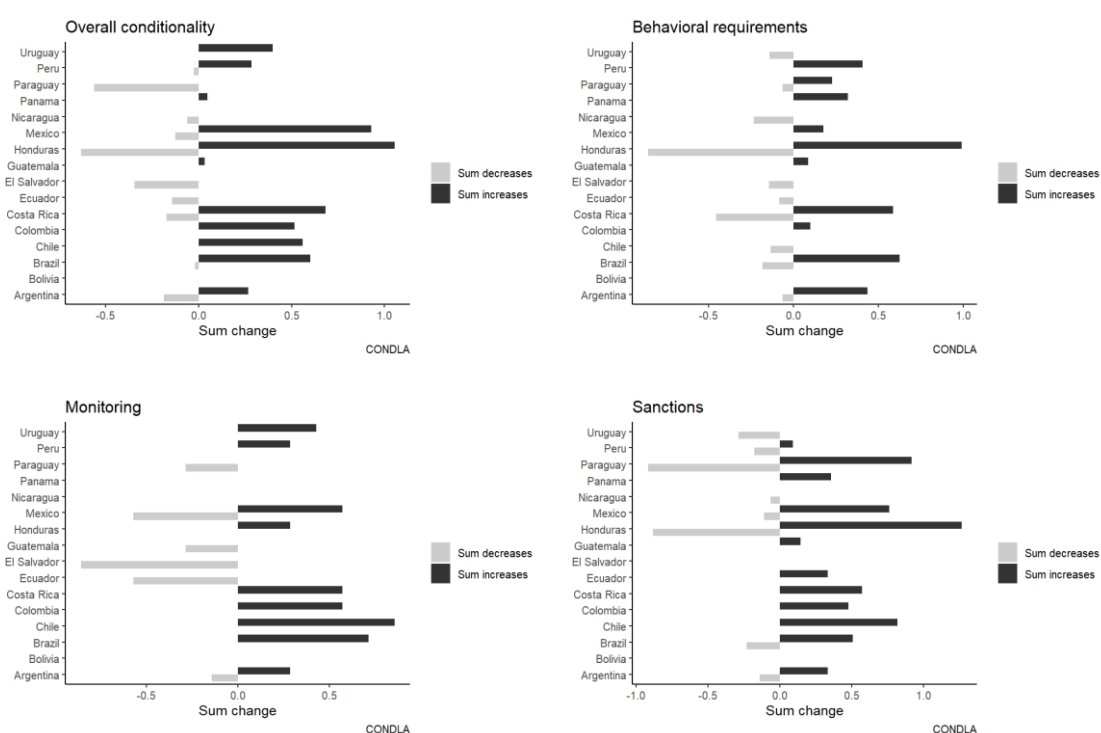 Overall conditionality
Uruguay
Peru
Paraguay
Panama
Nicaragua
Mexico
Honduras
Guatemala
El Salvador
Ecuador
Costa Rica
Colombia
Chile
Brazil
Bolivia
Argentina
-0.5 0.0 0.5 1.0
Sum change
CONDLA
Sum decreases
Sum increases
Behavioral requirements
Uruguay
Peru
Paraguay
Panama
Nicaragua
Mexico
Honduras
Guatemala
El Salvador
Ecuador
Costa Rica
Colombia
Chile
Brazil
Bolivia
Argentina
-0.5 0.0 0.5 1.0
Sum change
CONDLA
Sum decreases
Sum increases
Monitoring
Uruguay
Peru
Paraguay
Panama
Nicaragua
Mexico
Honduras
Guatemala
El Salvador
Ecuador
Costa Rica
Colombia
Chile
Brazil
Bolivia
Argentina
-0.5 0.0 0.5
Sum change
CONDLA
Sum decreases
Sum increases
Sanctions
Uruguay
Peru
Paraguay
Panama
Nicaragua
Mexico
Honduras
Guatemala
El Salvador
Ecuador
Costa Rica
Colombia
Chile
Brazil
Bolivia
Argentina
-1.0 -0.5 0.0 0.5 1.0
Sum change
CONDLA
Sum decreases
Sum increases